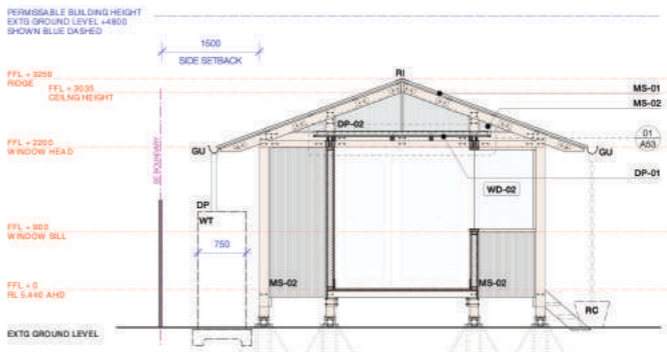 PERMISSABLE BUILDING HEIGHT
EXTG GROUND LEVEL +4800
SHOWN BLUE DASHED
1500
SIDE SETBACK
FFL + 3250
RIDGE
FFL + 3035
CEILNG HEIGHT
RI
MS-01
MS-02
DP-02
01
A53
FFL + 2200
WINDOW HEAD
GU
GU
SE BOUNDARY
DP-01
WD-02
DP
WT
FFL + 900
WINDOW SILL
750
FFL + 0
RL 5.440 AHD
MS-02
MS-02
RC
EXTG GROUND LEVEL